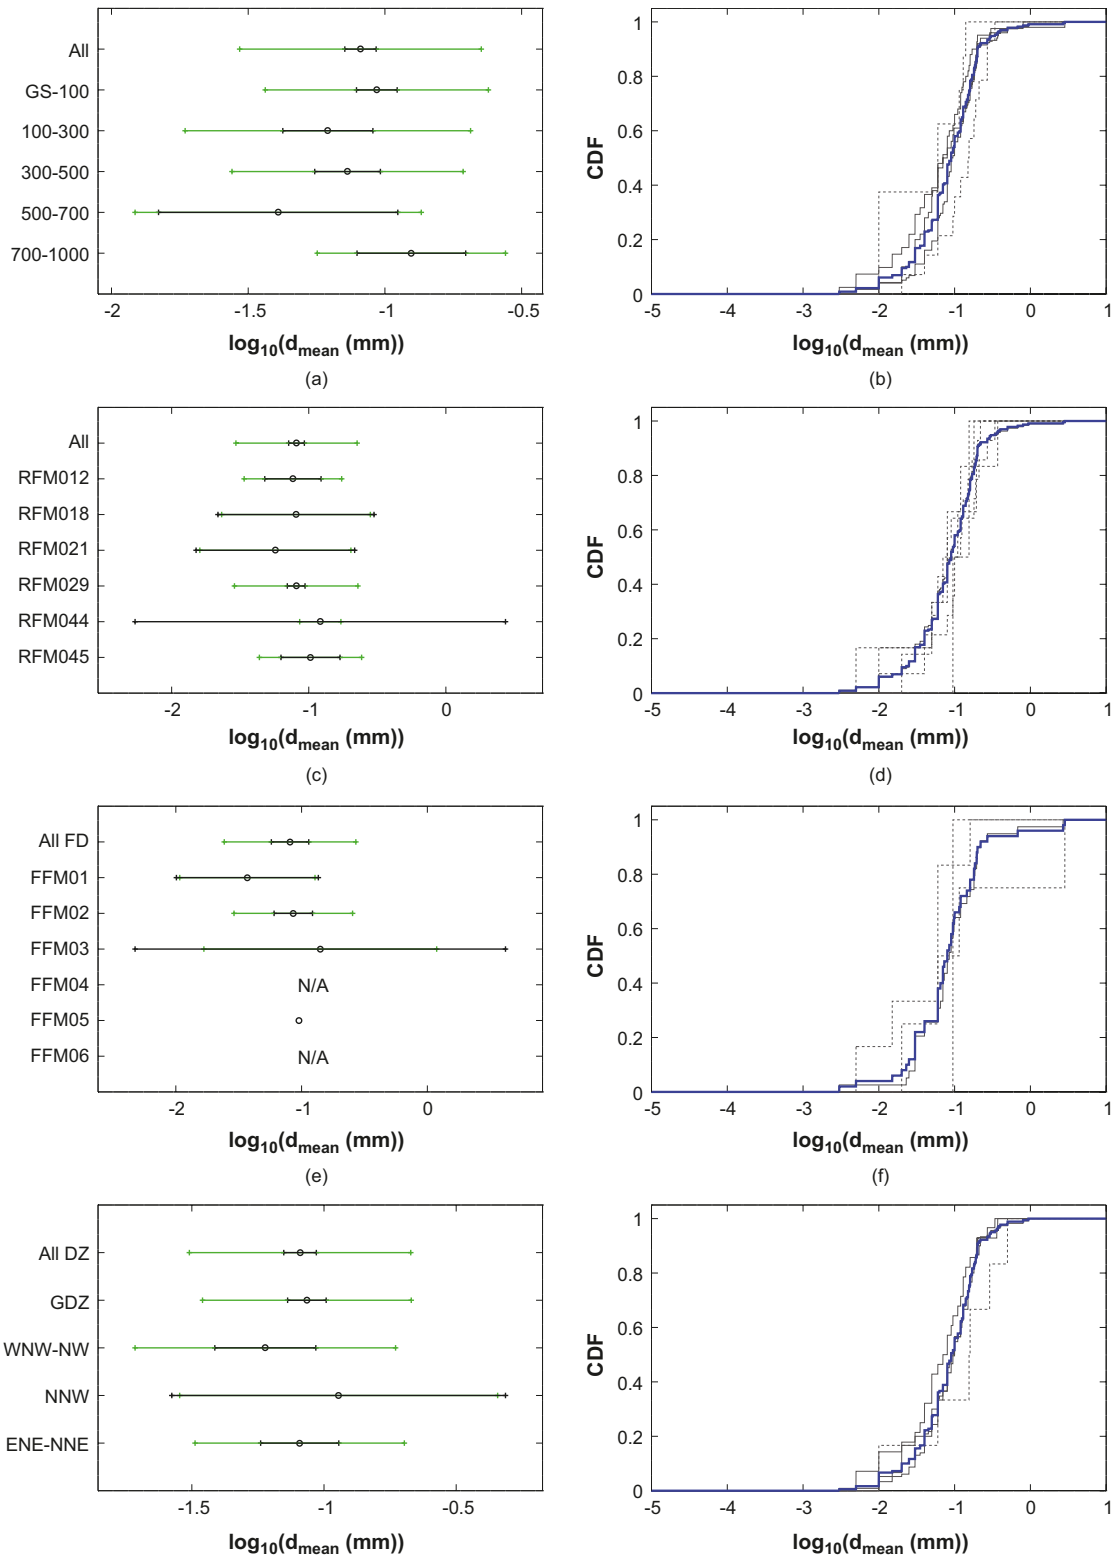 All
GS-100
100-300
300-500
500-700
700-1000
-2 -1.5 -1 -0.5
log10(dmean (mm))
(a)
CDF
1
0.8
0.6
0.4
0.2
0
-5 -4 -3 -2 -1 0 1
log10(dmean (mm))
(b)
All
RFM012
RFM018
RFM021
RFM029
RFM044
RFM045
-2 -1 0
log10(dmean (mm))
(c)
CDF
1
0.8
0.6
0.4
0.2
0
-5 -4 -3 -2 -1 0 1
log10(dmean (mm))
(d)
All FD
FFM01
FFM02
FFM03
FFM04 N/A
FFM05
FFM06 N/A
-2 -1 0
log10(dmean (mm))
(e)
CDF
1
0.8
0.6
0.4
0.2
0
-5 -4 -3 -2 -1 0 1
log10(dmean (mm))
(f)
All DZ
GDZ
WNW-NW
NNW
ENE-NNE
-1.5 -1 -0.5
log10(dmean (mm))
CDF
1
0.8
0.6
0.4
0.2
0
-5 -4 -3 -2 -1 0 1
log10(dmean (mm))